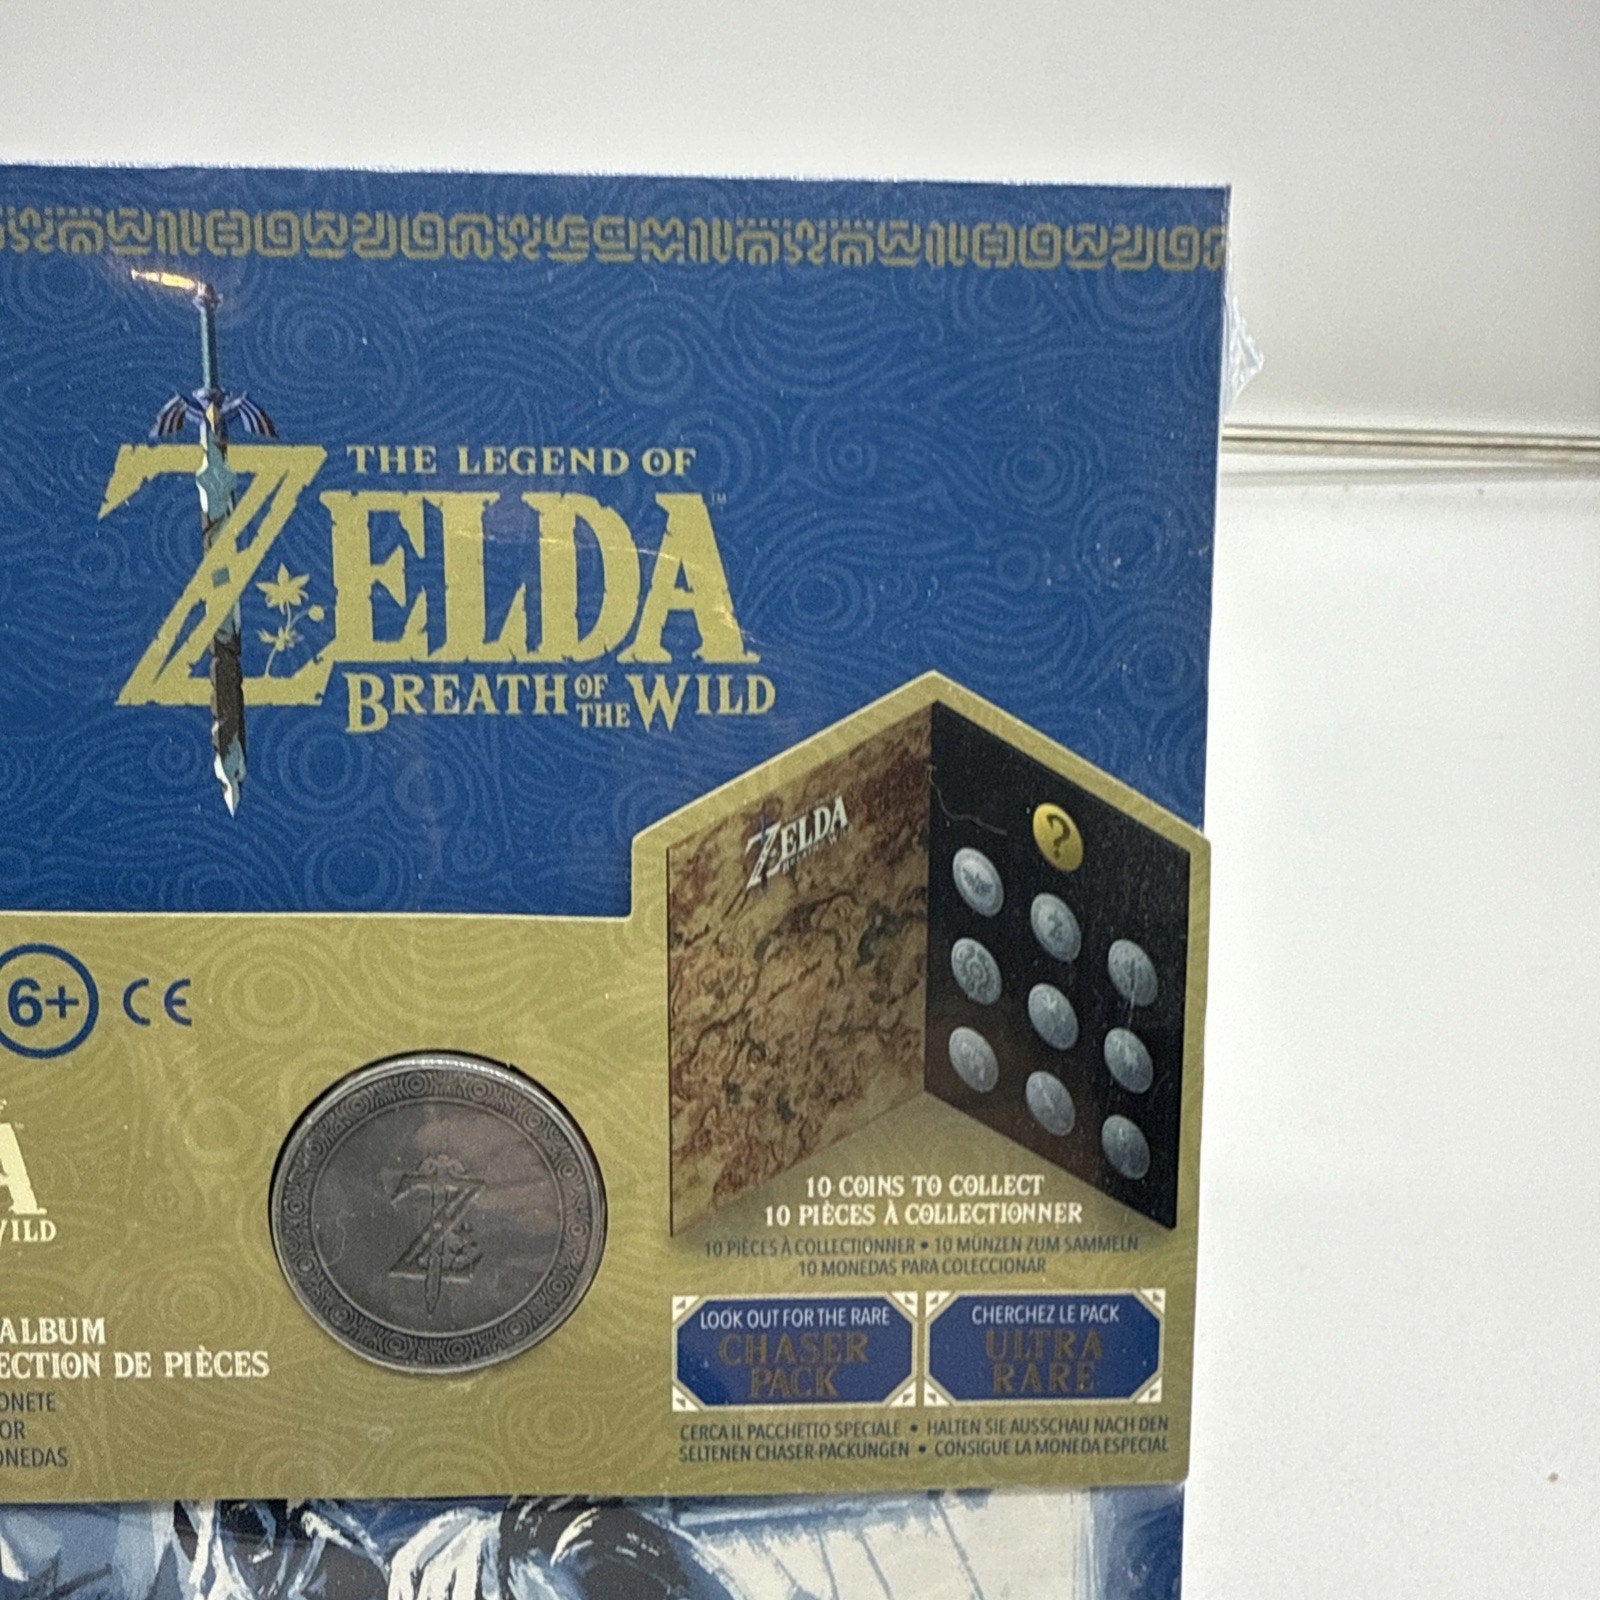 THE LEGEND OF
ZELDA™
BREATH OF THE WILD
ZELDA
?
6+ CE
A
WILD
10 COINS TO COLLECT
10 PIÈCES À COLLECTIONNER
10 PIÈCES À COLLECTIONNER • 10 MÜNZEN ZUM SAMMELN
10 MONEDAS PARA COLECCIONAR
ALBUM
ECTION DE PIÈCES
ONETE
OR
ONEDAS
LOOK OUT FOR THE RARE
CHASER
PACK
CHERCHEZ LE PACK
ULTRA
RARE
CERCA IL PACCHETTO SPECIALE • HALTEN SIE AUSSCHAU NACH DEN
SELTENEN CHASER-PACKUNGEN • CONSIGUE LA MONEDA ESPECIAL